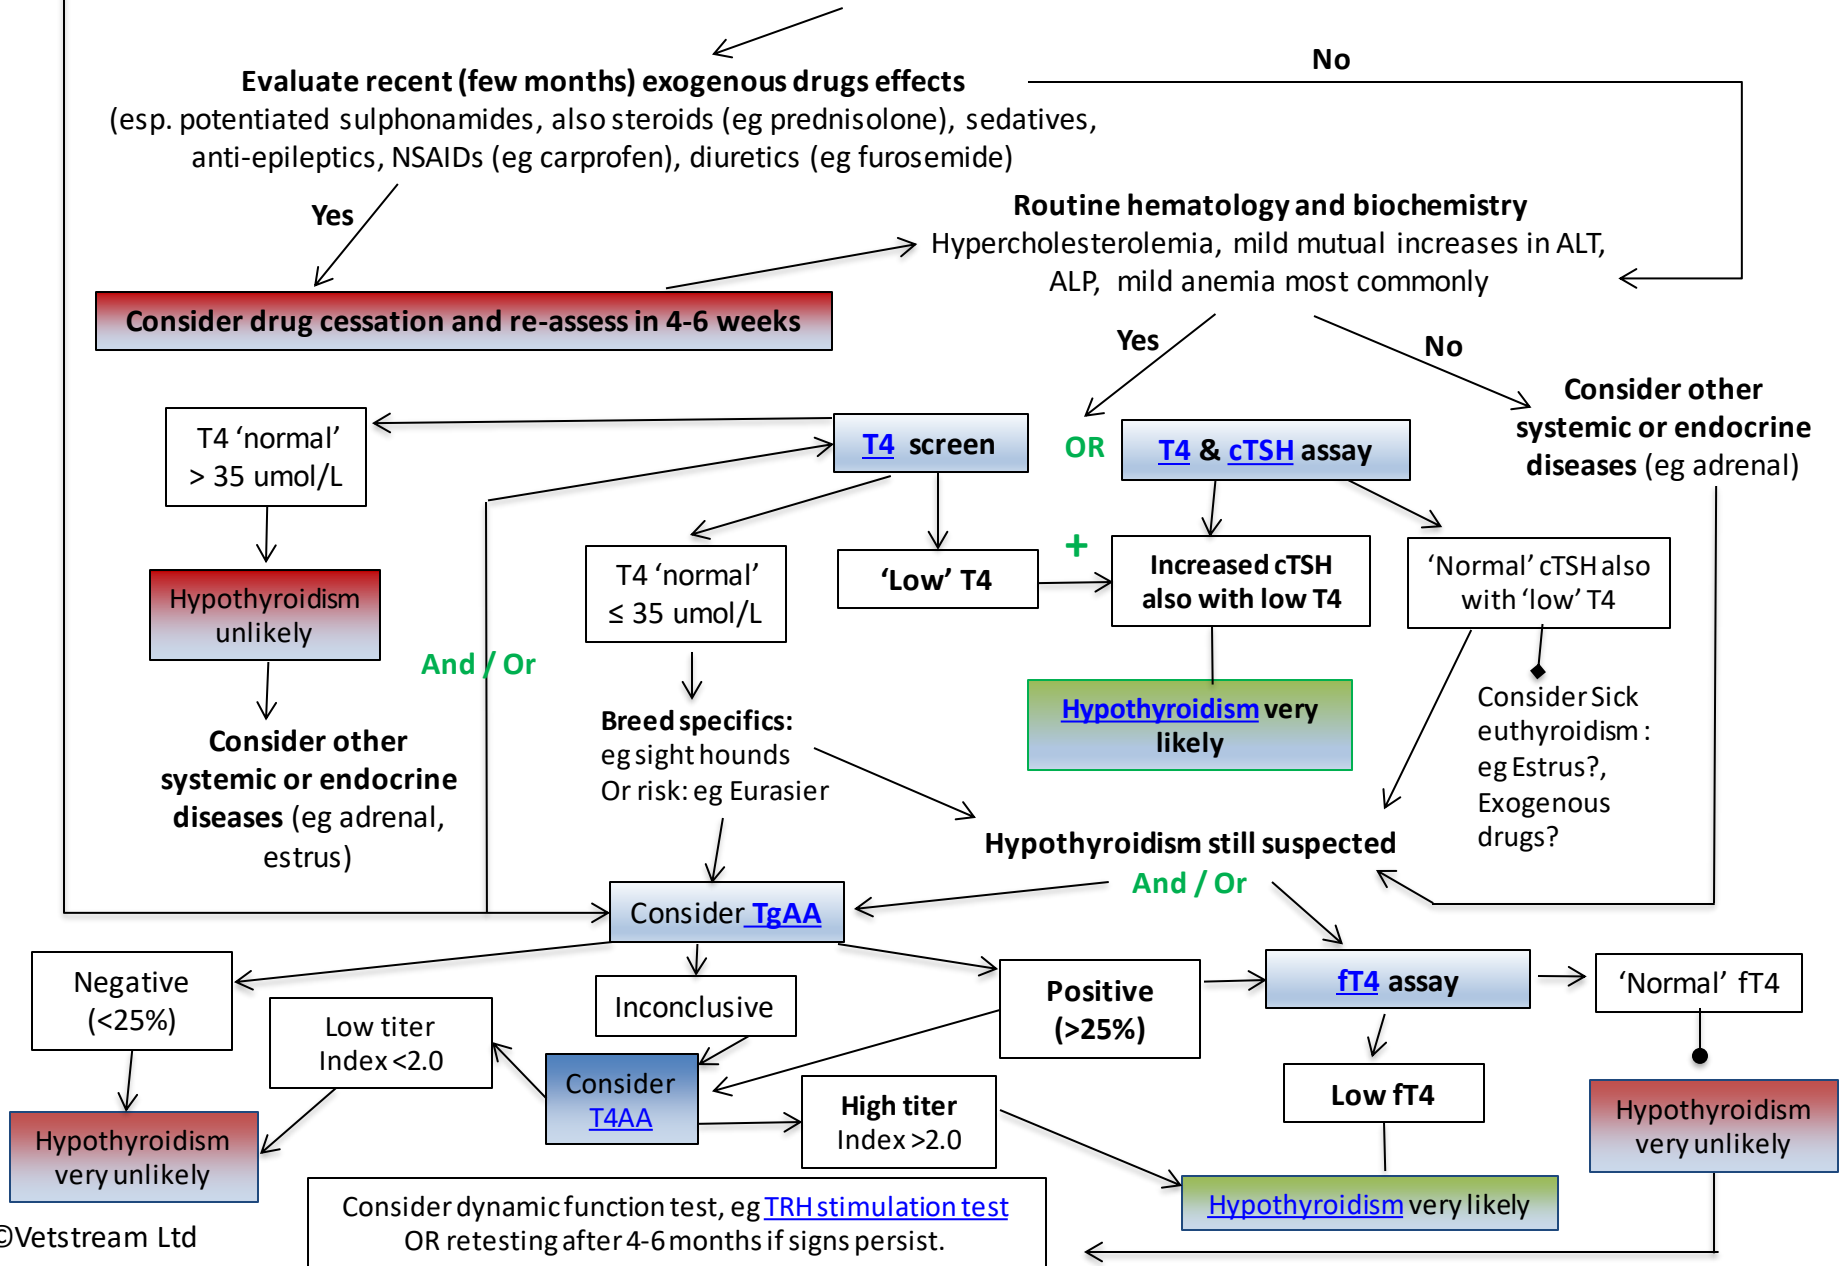 No
Evaluate recent (few months) exogenous drugs effects
(esp. potentiated sulphonamides, also steroids (eg prednisolone), sedatives,
anti-epileptics, NSAIDs (eg carprofen), diuretics (eg furosemide)
Yes
Routine hematology and biochemistry
Hypercholesterolemia, mild mutual increases in ALT,
ALP, mild anemia most commonly
Consider drug cessation and re-assess in 4-6 weeks
Yes
No
Consider other
systemic or endocrine
diseases (eg adrenal)
T4 ‘normal’
> 35 umol/L
T4 screen
OR
T4 & cTSH assay
T4 ‘normal’
≤ 35 umol/L
‘Low’ T4
+
Increased cTSH
also with low T4
‘Normal’ cTSH also
with ‘low’ T4
Hypothyroidism
unlikely
And / Or
Consider other
systemic or endocrine
diseases (eg adrenal,
estrus)
Breed specifics:
eg sight hounds
Or risk: eg Eurasier
Hypothyroidism very
likely
Consider Sick
euthyroidism :
eg Estrus?,
Exogenous
drugs?
Hypothyroidism still suspected
And / Or
Consider TgAA
Negative
(<25%)
Low titer
Index <2.0
Inconclusive
Positive
(>25%)
fT4 assay
‘Normal’ fT4
Consider
T4AA
High titer
Index >2.0
Low fT4
Hypothyroidism
very unlikely
Hypothyroidism
very unlikely
Hypothyroidism very likely
Consider dynamic function test, eg TRH stimulation test
OR retesting after 4-6 months if signs persist.
©Vetstream Ltd